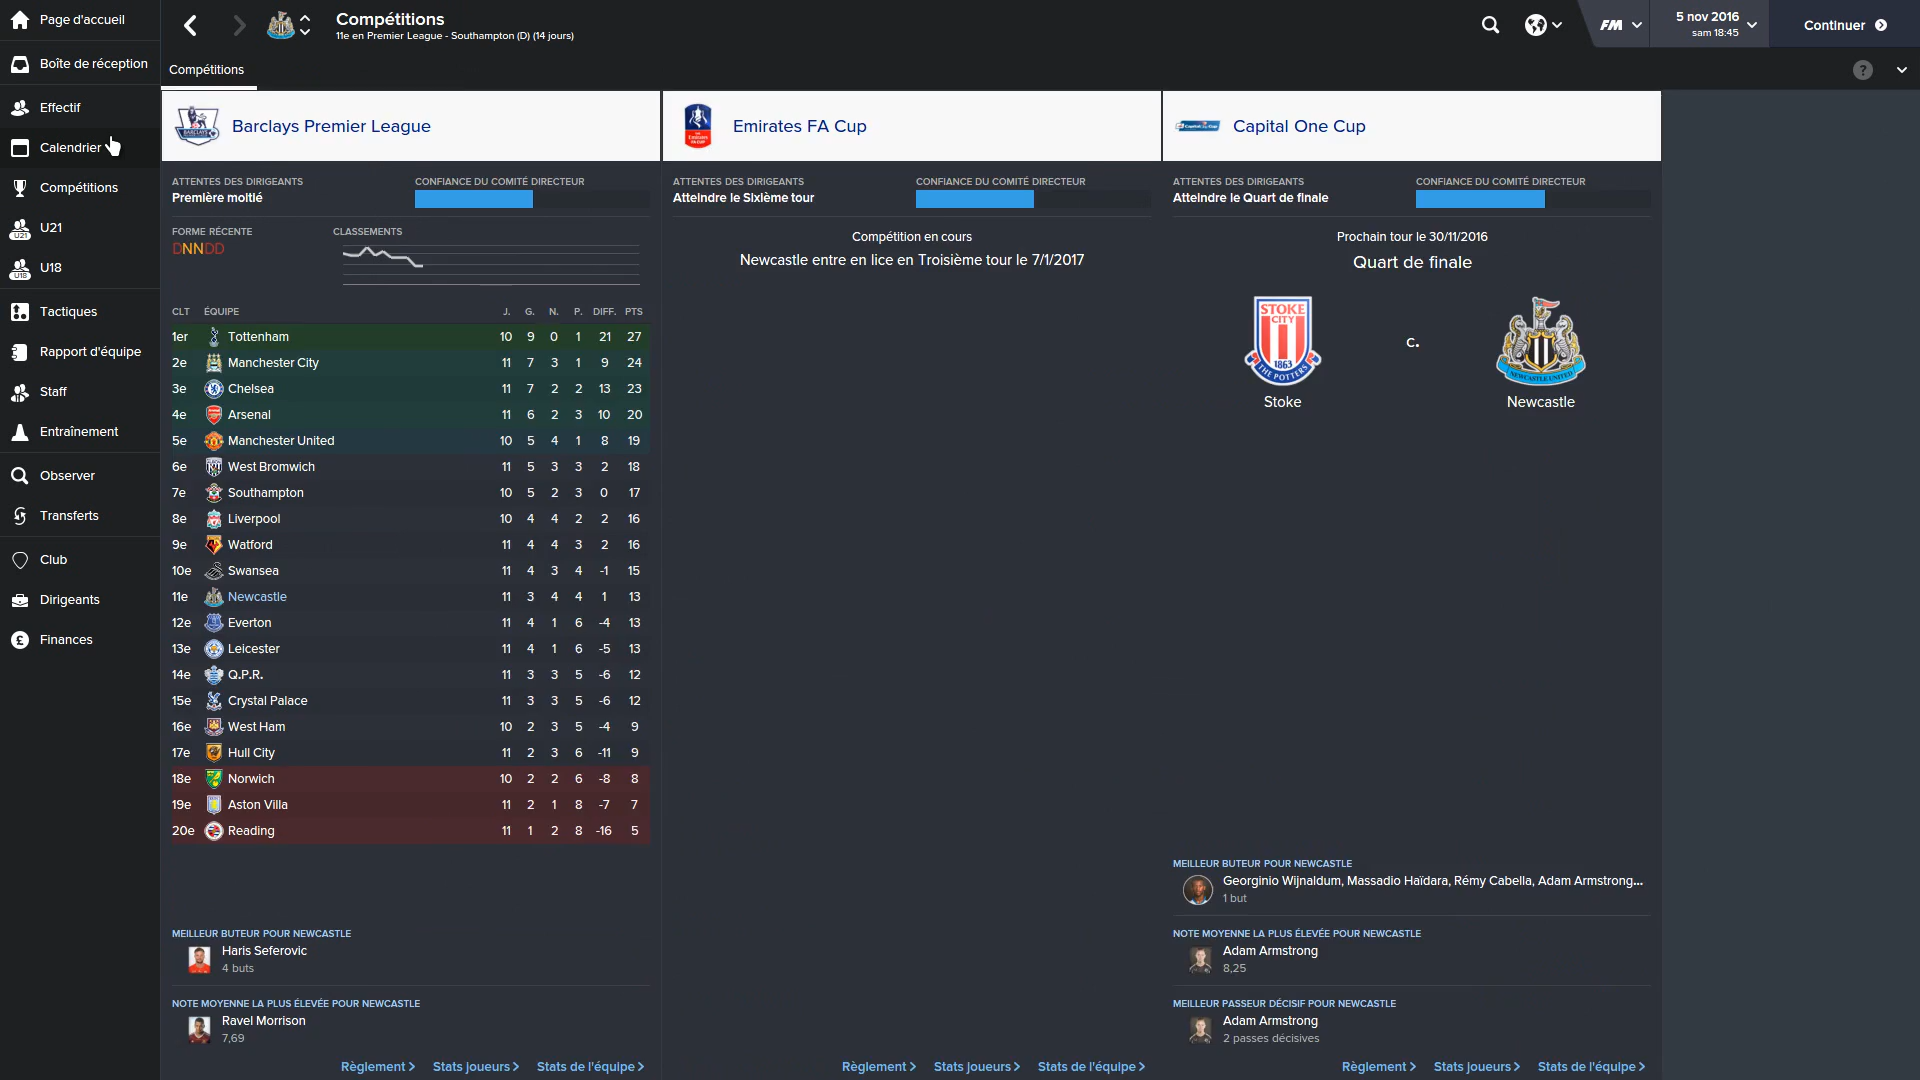 Page d'accueil
Boîte de réception
Effectif
Calendrier
Compétitions
U21
U21
U18
U18
Tactiques
Rapport d'équipe
Staff
Entraînement
Observer
Transferts
Club
Dirigeants
Finances
Compétitions
11e en Premier League - Southampton (D) (14 jours)
FM
5 nov 2016
sam 18:45
Continuer
Compétitions
?
BARCLAYS
Barclays Premier League
ATTENTES DES DIRIGEANTS
Première moitié
CONFIANCE DU COMITÉ DIRECTEUR
FORME RÉCENTE
DNNDD
CLASSEMENTS
CLT ÉQUIPE J. G. N. P. DIFF. PTS
1er Tottenham 10 9 0 1 21 27
2e Manchester City 11 7 3 1 9 24
3e Chelsea 11 7 2 2 13 23
4e Arsenal 11 6 2 3 10 20
5e Manchester United 10 5 4 1 8 19
6e West Bromwich 11 5 3 3 2 18
7e Southampton 10 5 2 3 0 17
8e Liverpool 10 4 4 2 2 16
9e Watford 11 4 4 3 2 16
10e Swansea 11 4 3 4 -1 15
11e Newcastle 11 3 4 4 1 13
12e Everton 11 4 1 6 -4 13
13e Leicester 11 4 1 6 -5 13
14e Q.P.R. 11 3 3 5 -6 12
15e Crystal Palace 11 3 3 5 -6 12
16e West Ham 10 2 3 5 -4 9
17e Hull City 11 2 3 6 -11 9
18e Norwich 10 2 2 6 -8 8
19e Aston Villa 11 2 1 8 -7 7
20e Reading 11 1 2 8 -16 5
MEILLEUR BUTEUR POUR NEWCASTLE
Haris Seferovic
4 buts
NOTE MOYENNE LA PLUS ÉLEVÉE POUR NEWCASTLE
Ravel Morrison
7,69
Règlement > Stats joueurs > Stats de l'équipe >
Emirates FA Cup
ATTENTES DES DIRIGEANTS
Atteindre le Sixième tour
CONFIANCE DU COMITÉ DIRECTEUR
Compétition en cours
Newcastle entre en lice en Troisième tour le 7/1/2017
Règlement > Stats joueurs > Stats de l'équipe >
Capital One Cup
ATTENTES DES DIRIGEANTS
Atteindre le Quart de finale
CONFIANCE DU COMITÉ DIRECTEUR
Prochain tour le 30/11/2016
Quart de finale
STOKE
CITY
1863
THE POTTERS
c.
NEWCASTLE UNITED
Stoke
Newcastle
MEILLEUR BUTEUR POUR NEWCASTLE
Georginio Wijnaldum, Massadio Haïdara, Rémy Cabella, Adam Armstrong...
1 but
NOTE MOYENNE LA PLUS ÉLEVÉE POUR NEWCASTLE
Adam Armstrong
8,25
MEILLEUR PASSEUR DÉCISIF POUR NEWCASTLE
Adam Armstrong
2 passes décisives
Règlement > Stats joueurs > Stats de l'équipe >